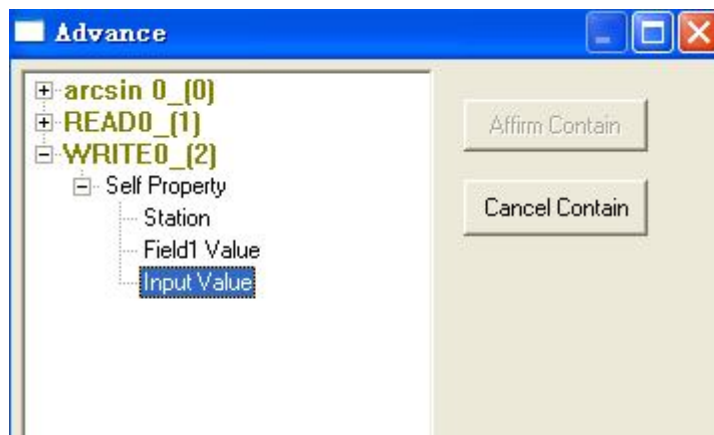 Advance
arcsin 0_(0)
READ0_(1)
WRITE0_(2)
Self Property
Station
Field1 Value
Input Value
Affirm Contain
Cancel Contain